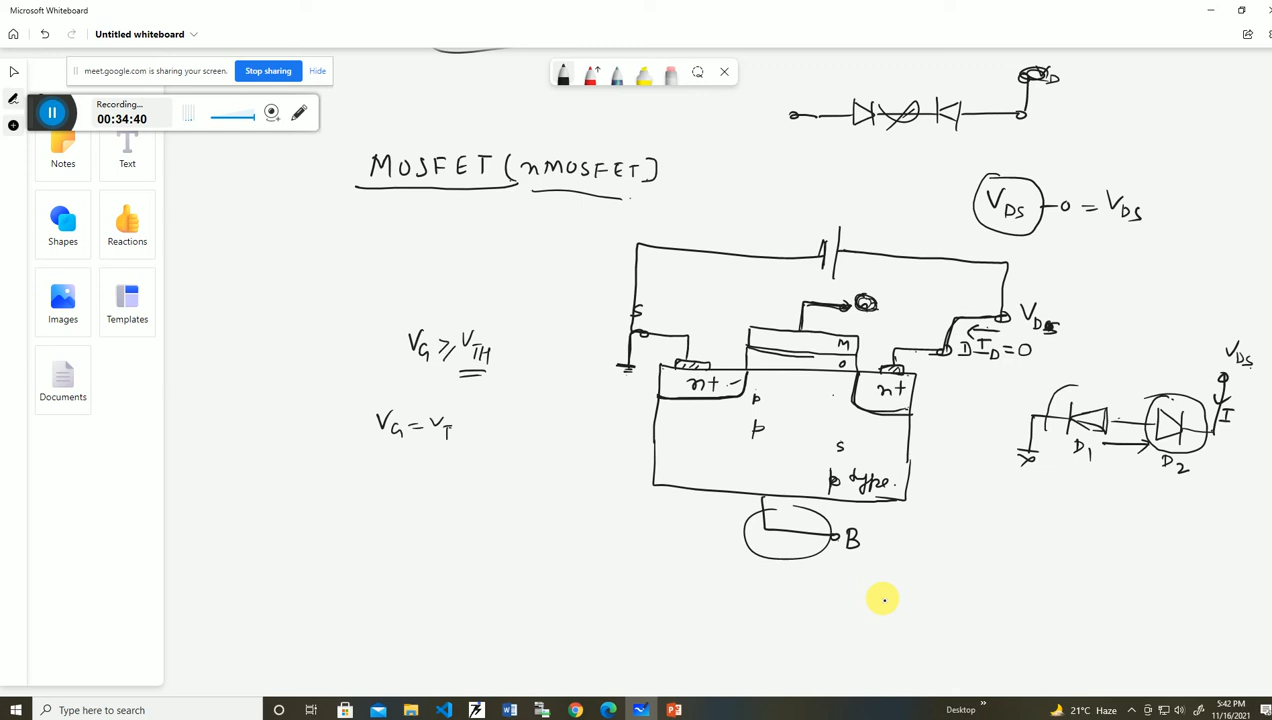 Microsoft Whiteboard
Untitled whiteboard
meet.google.com is sharing your screen.
Stop sharing
Hide
Recording...
00:34:40
Notes
Text
Shapes
Reactions
Images
Templates
Documents
D
MOSFET (nMOSFET)
VDS - 0 = VDS
S
VDS
M
O
D ID=0
VG ≥ VTH
n+
n+
p
VDS
I
VG = VT
p
s
D1
D2
p type.
B
Type here to search
Desktop
21°C Haze
5:42 PM
11/16/2021